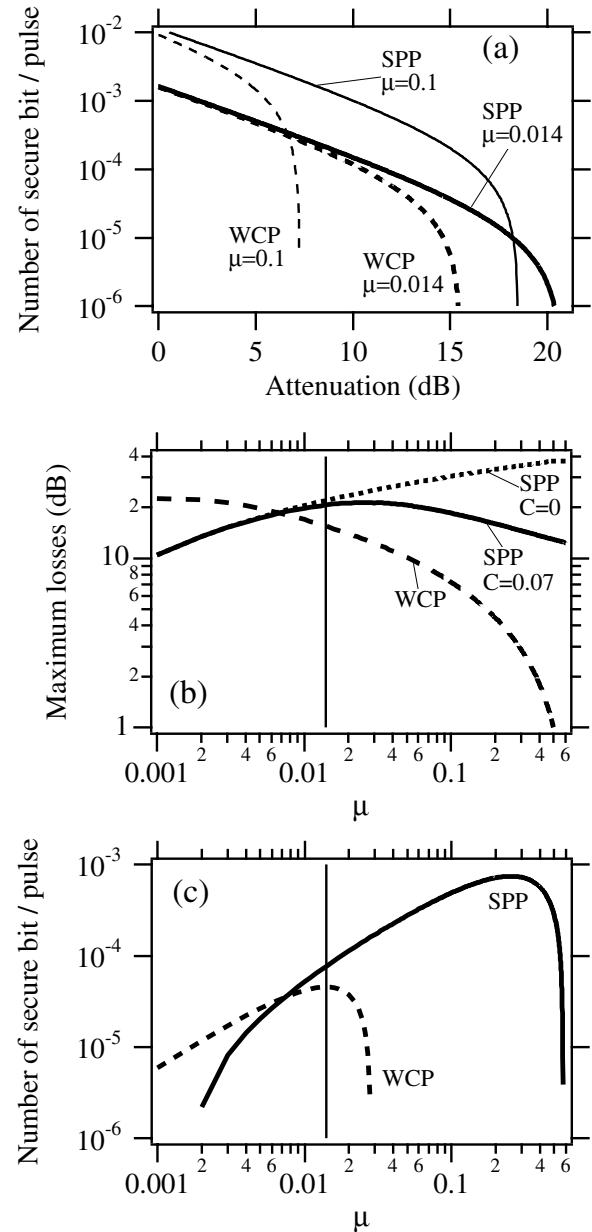 (a)
Number of secure bit / pulse
10-2
10-3
10-4
10-5
10-6
SPP
μ=0.1
SPP
μ=0.014
WCP
μ=0.1
WCP
μ=0.014
0 5 10 15 20
Attenuation (dB)
(b)
Maximum losses (dB)
4
2
10
8
6
4
2
1
SPP
C=0
SPP
C=0.07
WCP
2 4 6 2 4 6 2 4 6
0.001 0.01 0.1
μ
(c)
Number of secure bit / pulse
10-3
10-4
10-5
10-6
SPP
WCP
2 4 6 2 4 6 2 4 6
0.001 0.01 0.1
μ